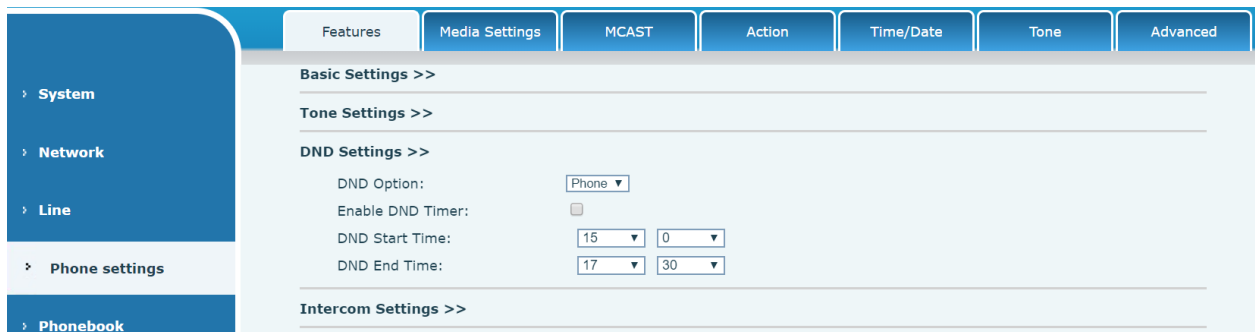 Features Media Settings MCAST Action Time/Date Tone Advanced
System
Network
Line
Phone settings
Phonebook
Basic Settings >>
Tone Settings >>
DND Settings >>
DND Option: Phone
Enable DND Timer:
DND Start Time: 15 0
DND End Time: 17 30
Intercom Settings >>